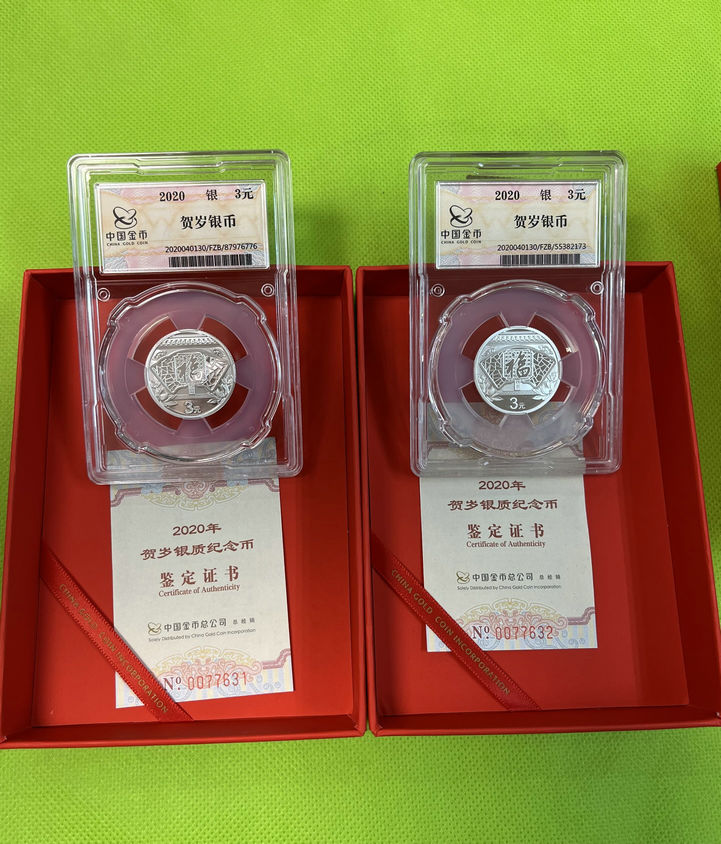 2020 银 3元
贺岁银币
中国金币
CHINA GOLD COIN
2020040130/FZB/87976776
福
3元
2020年
贺岁银质纪念币
鉴定证书
Certificate of Authenticity
中国金币总公司 总经销
Solely Distributed by China Gold Coin Incorporation
Nº 0077631
CHINA GOLD COIN INCORPORATION
2020 银 3元
贺岁银币
中国金币
CHINA GOLD COIN
2020040130/FZB/55382173
福
3元
2020年
贺岁银质纪念币
鉴定证书
Certificate of Authenticity
中国金币总公司 总经销
Solely Distributed by China Gold Coin Incorporation
Nº 0077632
CHINA GOLD COIN INCORPORATION